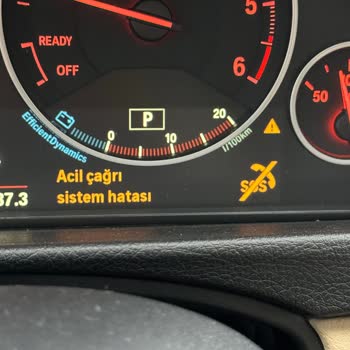 5
READY
OFF
6
50
P
EfficientDynamics
0
10
20
l/100km
Acil çağrı
sistem hatası
SOS
37.3